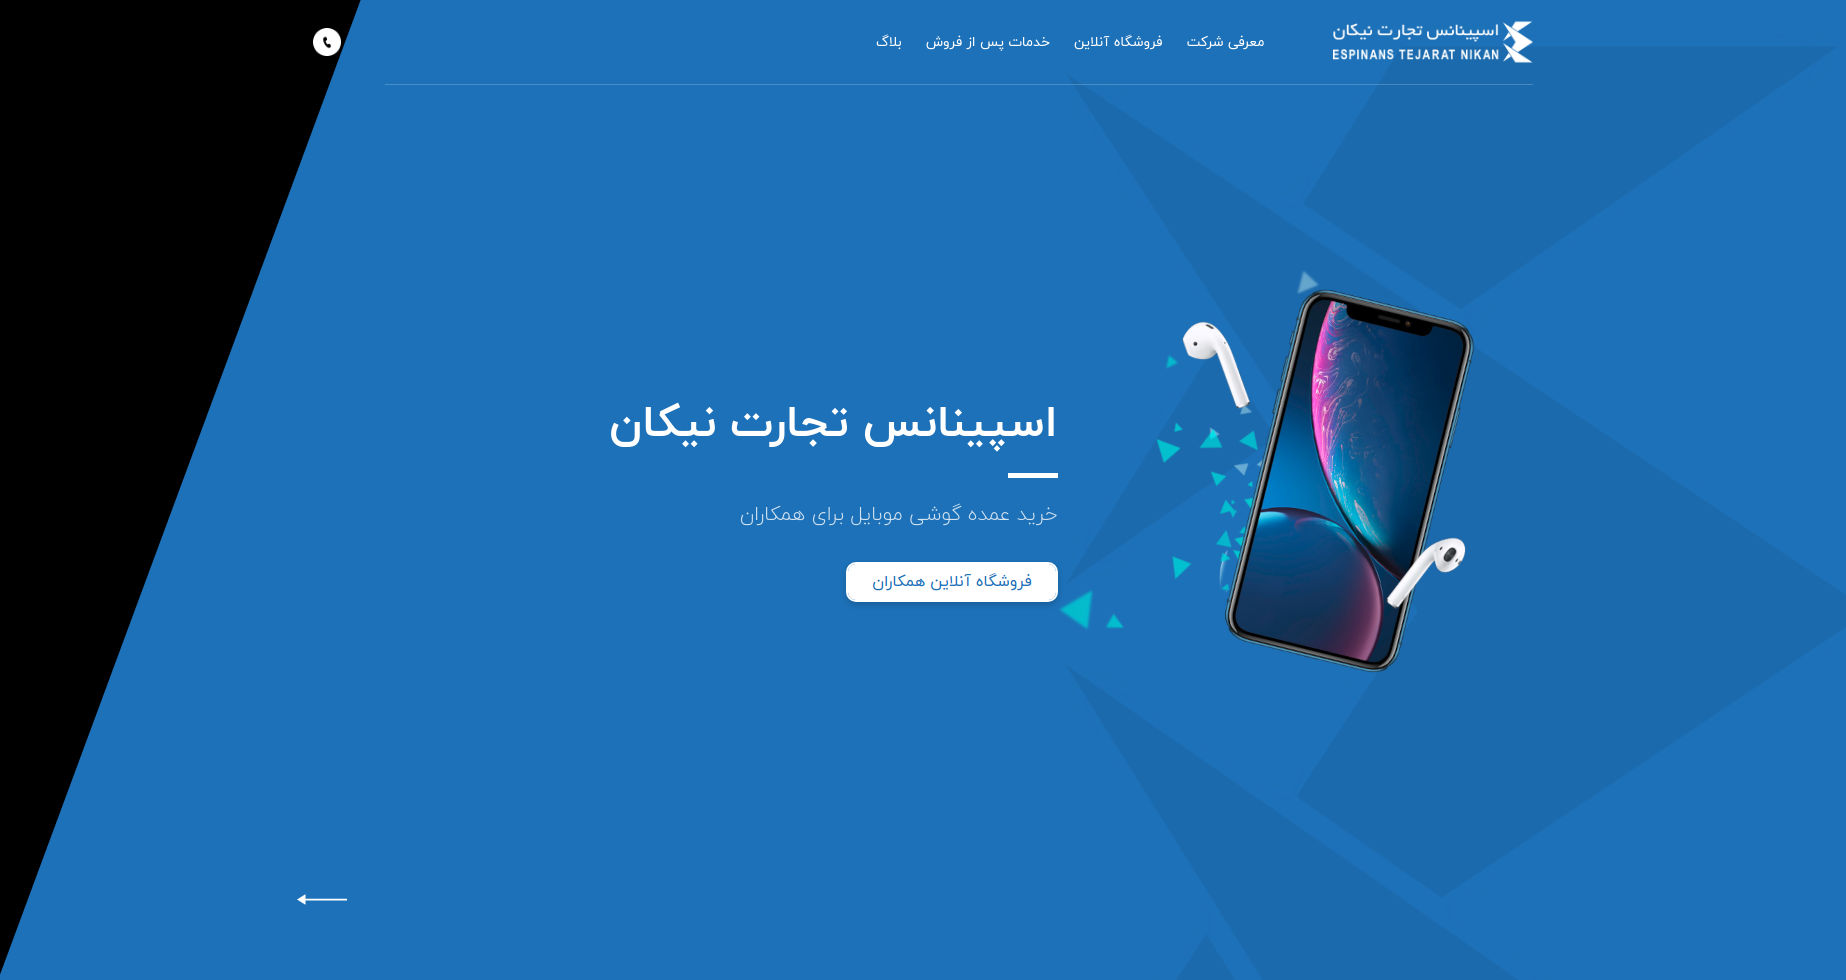 اسپینانس تجارت نیکان
ESPINANS TEJARAT NIKAN
معرفی شرکت
فروشگاه آنلاین
خدمات پس از فروش
بلاگ
اسپینانس تجارت نیکان
خرید عمده گوشی موبایل برای همکاران
فروشگاه آنلاین همکاران